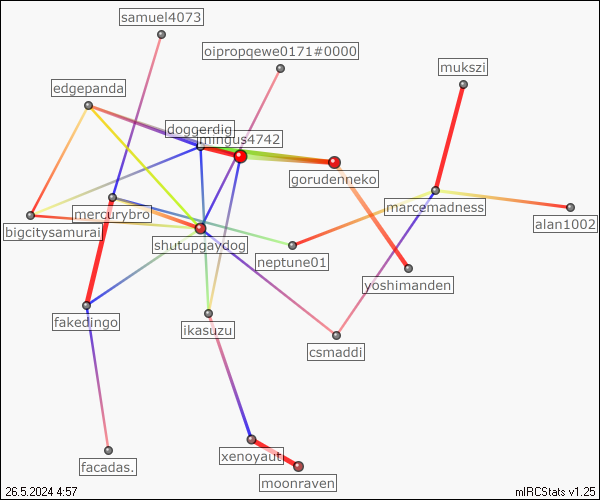 samuel4073
oipropqewe0171#0000
mukszi
edgepanda
doggerdig
mingus4742
gorudenneko
mercurybro
marcemadness
alan1002
bigcitysamurai
shutupgaydog
neptune01
yoshimanden
fakedingo
ikasuzu
csmaddi
xenoyaut
facadas.
moonraven
26.5.2024 4:57
mIRCStats v1.25